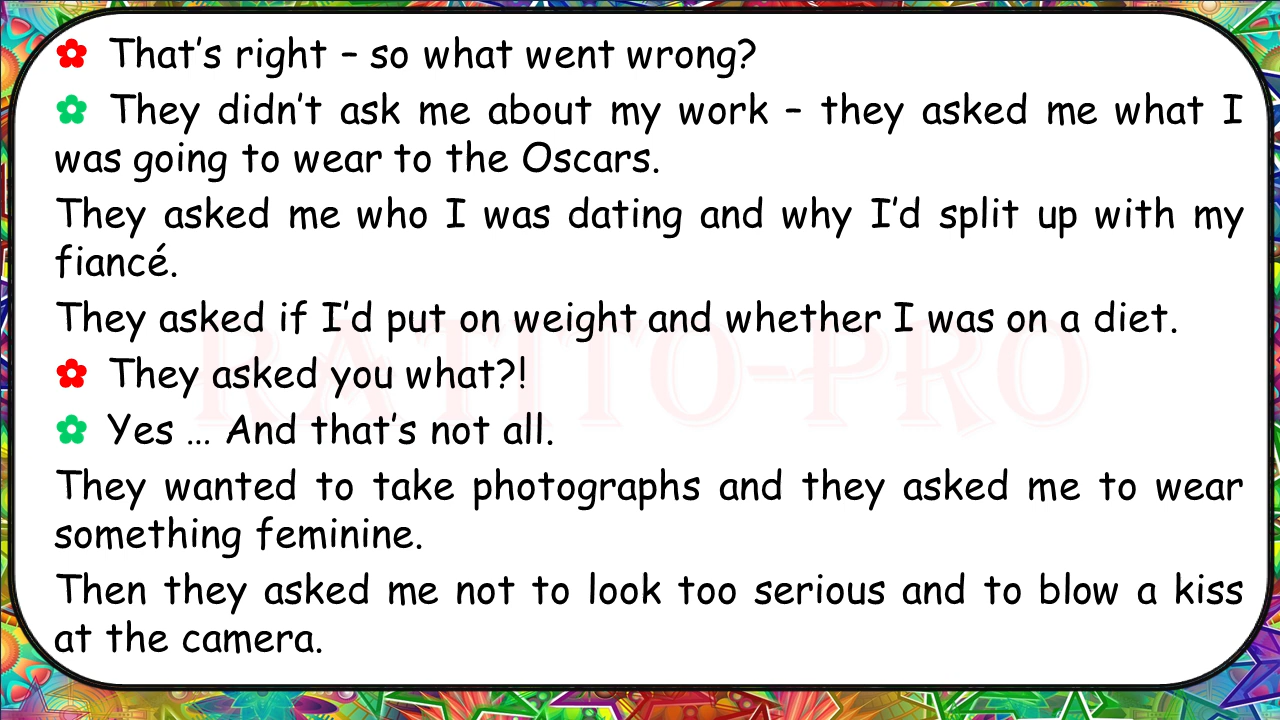 That’s right – so what went wrong?
They didn’t ask me about my work – they asked me what I
was going to wear to the Oscars.
They asked me who I was dating and why I’d split up with my
fiancé.
They asked if I’d put on weight and whether I was on a diet.
They asked you what?!
Yes … And that’s not all.
They wanted to take photographs and they asked me to wear
something feminine.
Then they asked me not to look too serious and to blow a kiss
at the camera.
RATITO-PRO